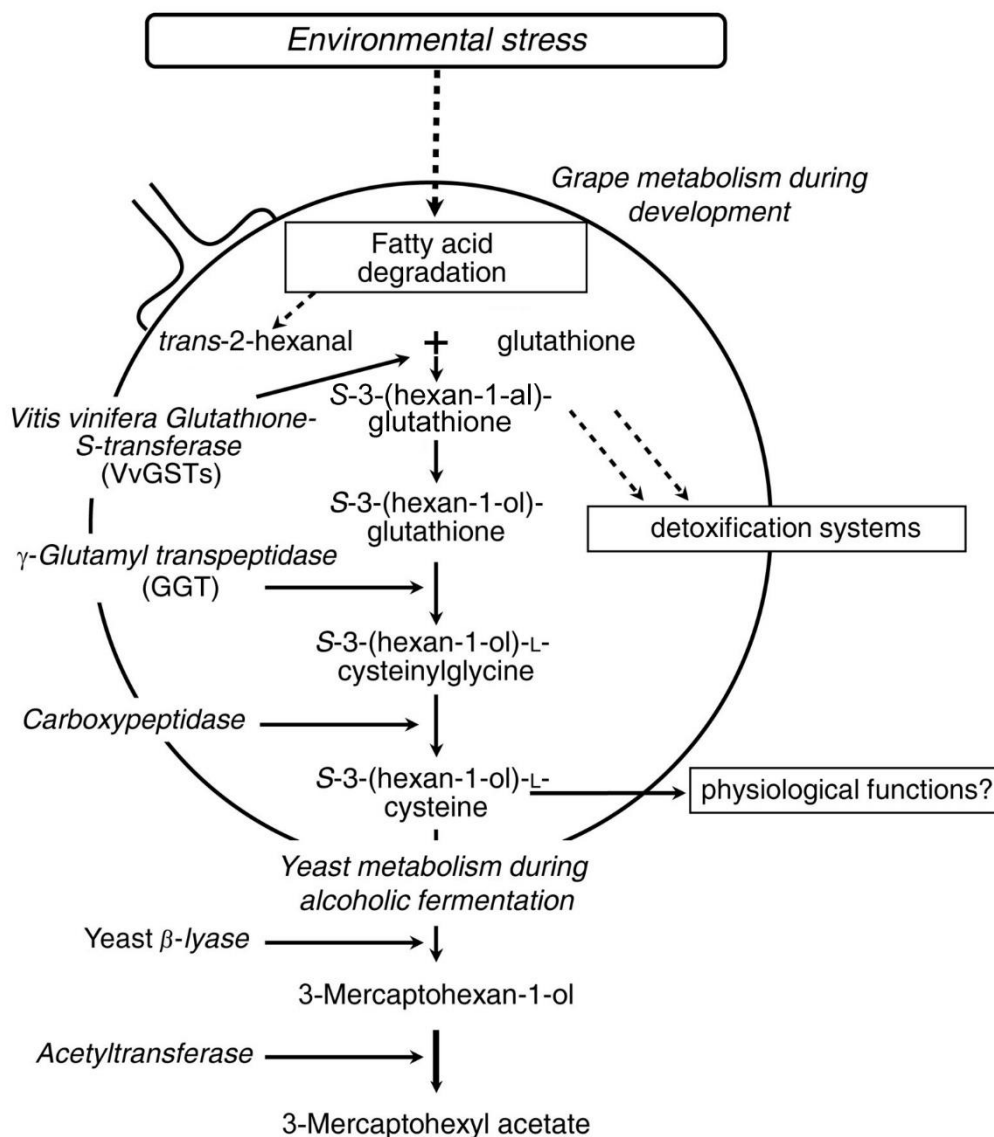 Environmental stress
Grape metabolism during
development
Fatty acid
degradation
trans-2-hexanal + glutathione
S-3-(hexan-1-al)-
glutathione
Vitis vinifera Glutathione-
S-transferase
(VvGSTs)
S-3-(hexan-1-ol)-
glutathione
detoxification systems
γ-Glutamyl transpeptidase
(GGT)
S-3-(hexan-1-ol)-L-
cysteinylglycine
Carboxypeptidase
S-3-(hexan-1-ol)-L-
cysteine
physiological functions?
Yeast metabolism during
alcoholic fermentation
Yeast β-lyase
3-Mercaptohexan-1-ol
Acetyltransferase
3-Mercaptohexyl acetate